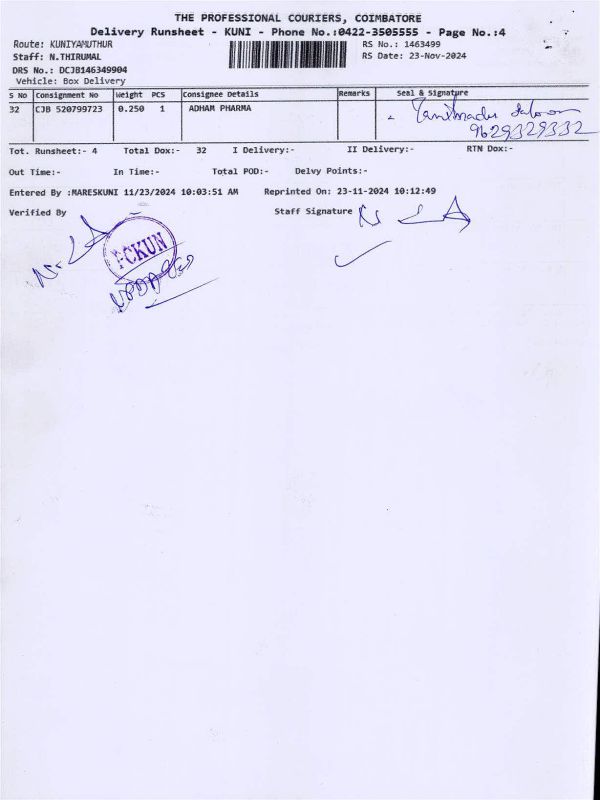 THE PROFESSIONAL COURIERS, COIMBATORE
Delivery Runsheet - KUNI - Phone No.:0422-3505555 - Page No.:4
Route: KUNIYAMUTHUR RS No.: 1463499
Staff: N.THIRUMAL RS Date: 23-Nov-2024
DRS No.: DCJB146349904
Vehicle: Box Delivery
S No Consignment No Weight PCS Consignee Details Remarks Seal & Signature
32 CJB 520799723 0.250 1 ADHAM PHARMA
9629329332
Tot. Runsheet:- 4 Total Dox:- 32 I Delivery:- II Delivery:- RTN Dox:-
Out Time:- In Time:- Total POD:- Delvy Points:-
Entered By :MARESKUNI 11/23/2024 10:03:51 AM Reprinted On: 23-11-2024 10:12:49
Verified By Staff Signature
PCKUN